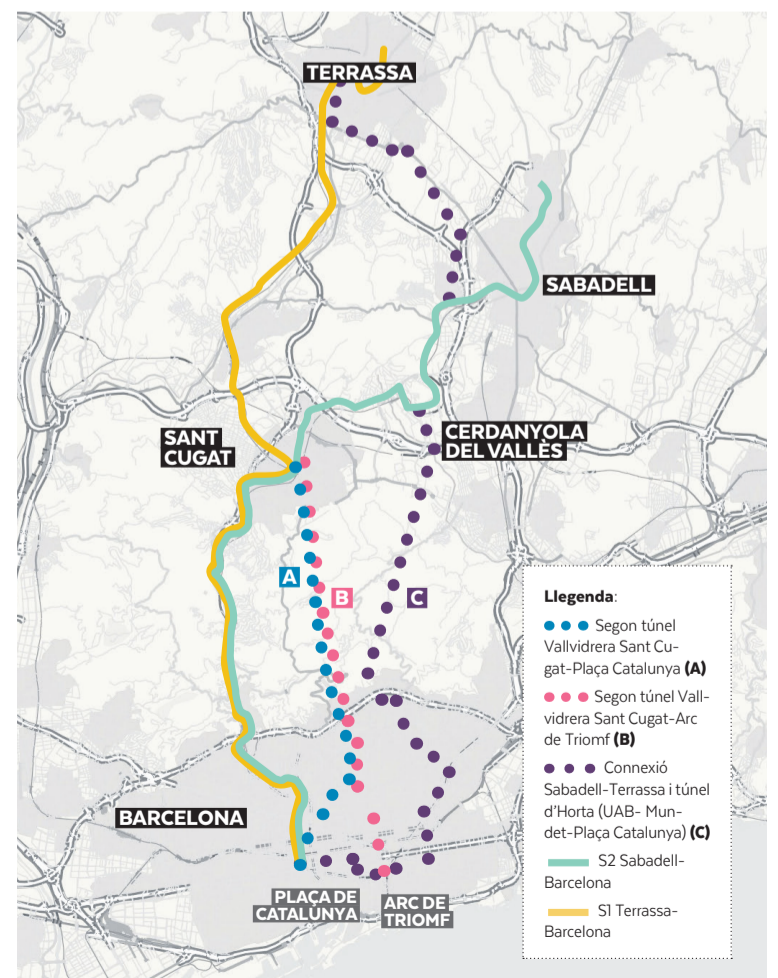 TERRASSA
SABADELL
SANT
CUGAT
CERDANYOLA
DEL VALLÈS
A
B
C
BARCELONA
PLAÇA DE
CATALUNYA
ARC DE
TRIOMF
Llegenda:
Segon túnel
Vallvidrera Sant Cu-
gat-Plaça Catalunya (A)
Segon túnel Vall-
vidrera Sant Cugat-Arc
de Triomf (B)
Connexió
Sabadell-Terrassa i túnel
d'Horta (UAB- Mun-
det-Plaça Catalunya) (C)
S2 Sabadell-
Barcelona
S1 Terrassa-
Barcelona